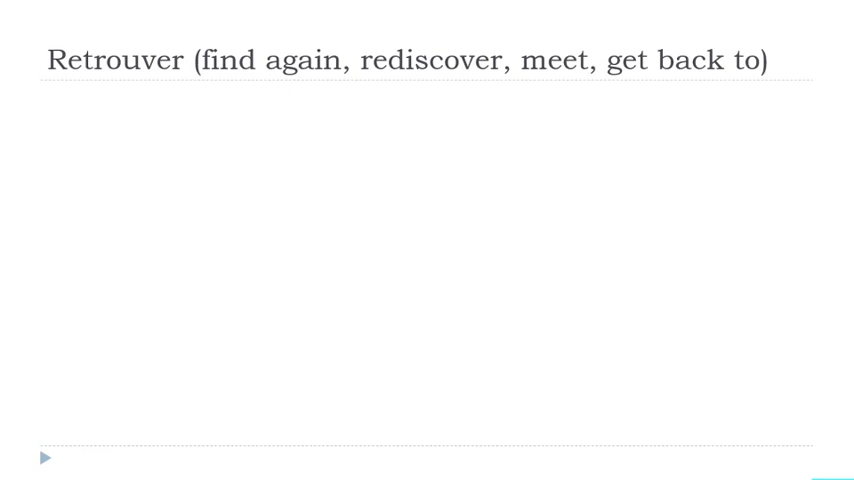 Retrouver (find again, rediscover, meet, get back to)